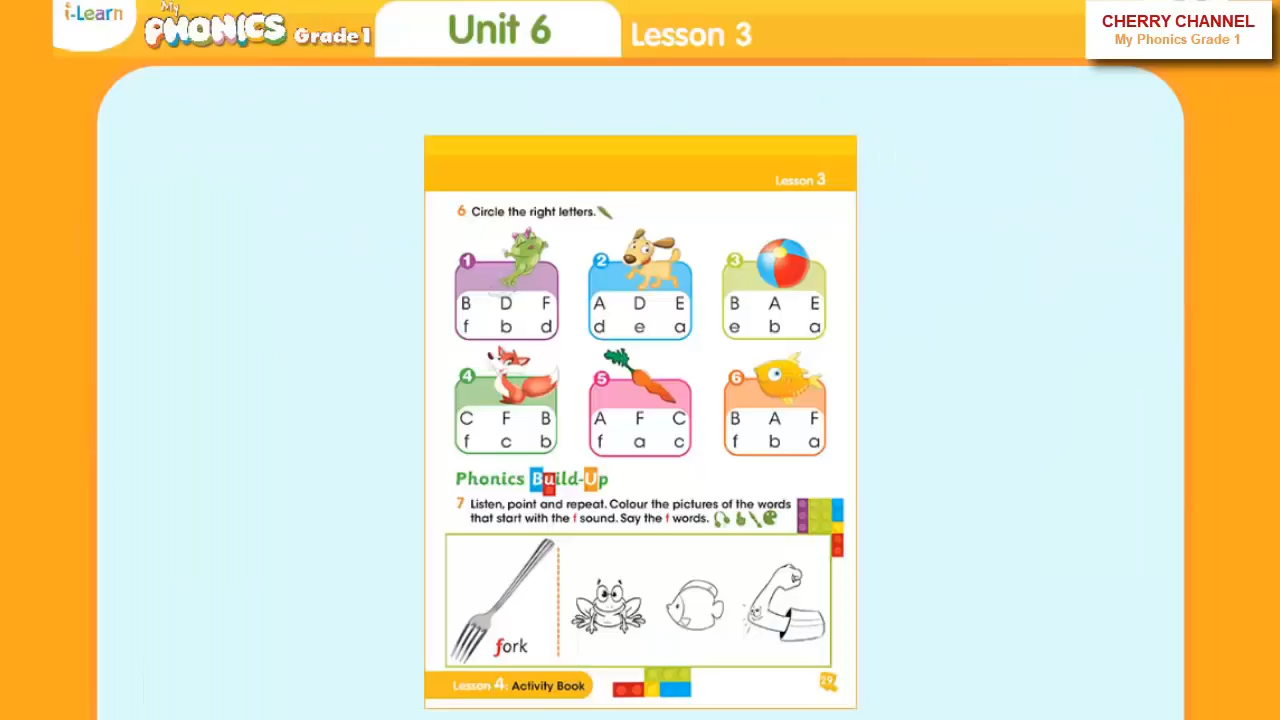 i-Learn
My
PHONICS Grade 1
Unit 6
Lesson 3
CHERRY CHANNEL
My Phonics Grade 1
Lesson 3
6 Circle the right letters.
1
B D F
f b d
2
A D E
d e a
3
B A E
e b a
4
C F B
f c b
5
A F C
f a c
6
B A F
f b a
Phonics Build-Up
7 Listen, point and repeat. Colour the pictures of the words
that start with the f sound. Say the f words.
fork
Lesson 4: Activity Book
29